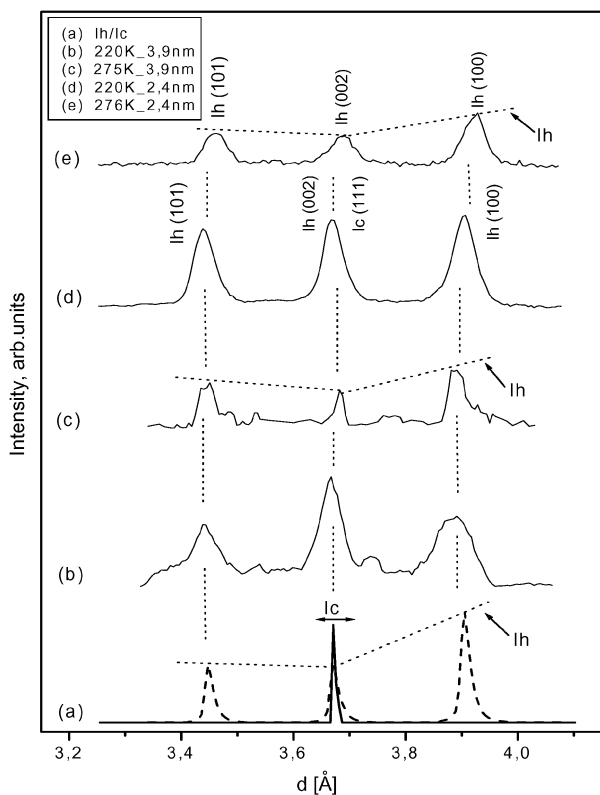 (a) Ih/Ic
(b) 220K_3,9nm
(c) 275K_3,9nm
(d) 220K_2,4nm
(e) 276K_2,4nm
Ih (101)
Ih (002)
Ih (100)
Ih
(e)
Ih (101)
Ih (002)
Ic (111)
Ih (100)
(d)
Ih
(c)
(b)
Ic
Ih
(a)
Intensity, arb.units
3,2
3,4
3,6
3,8
4,0
d [Å]